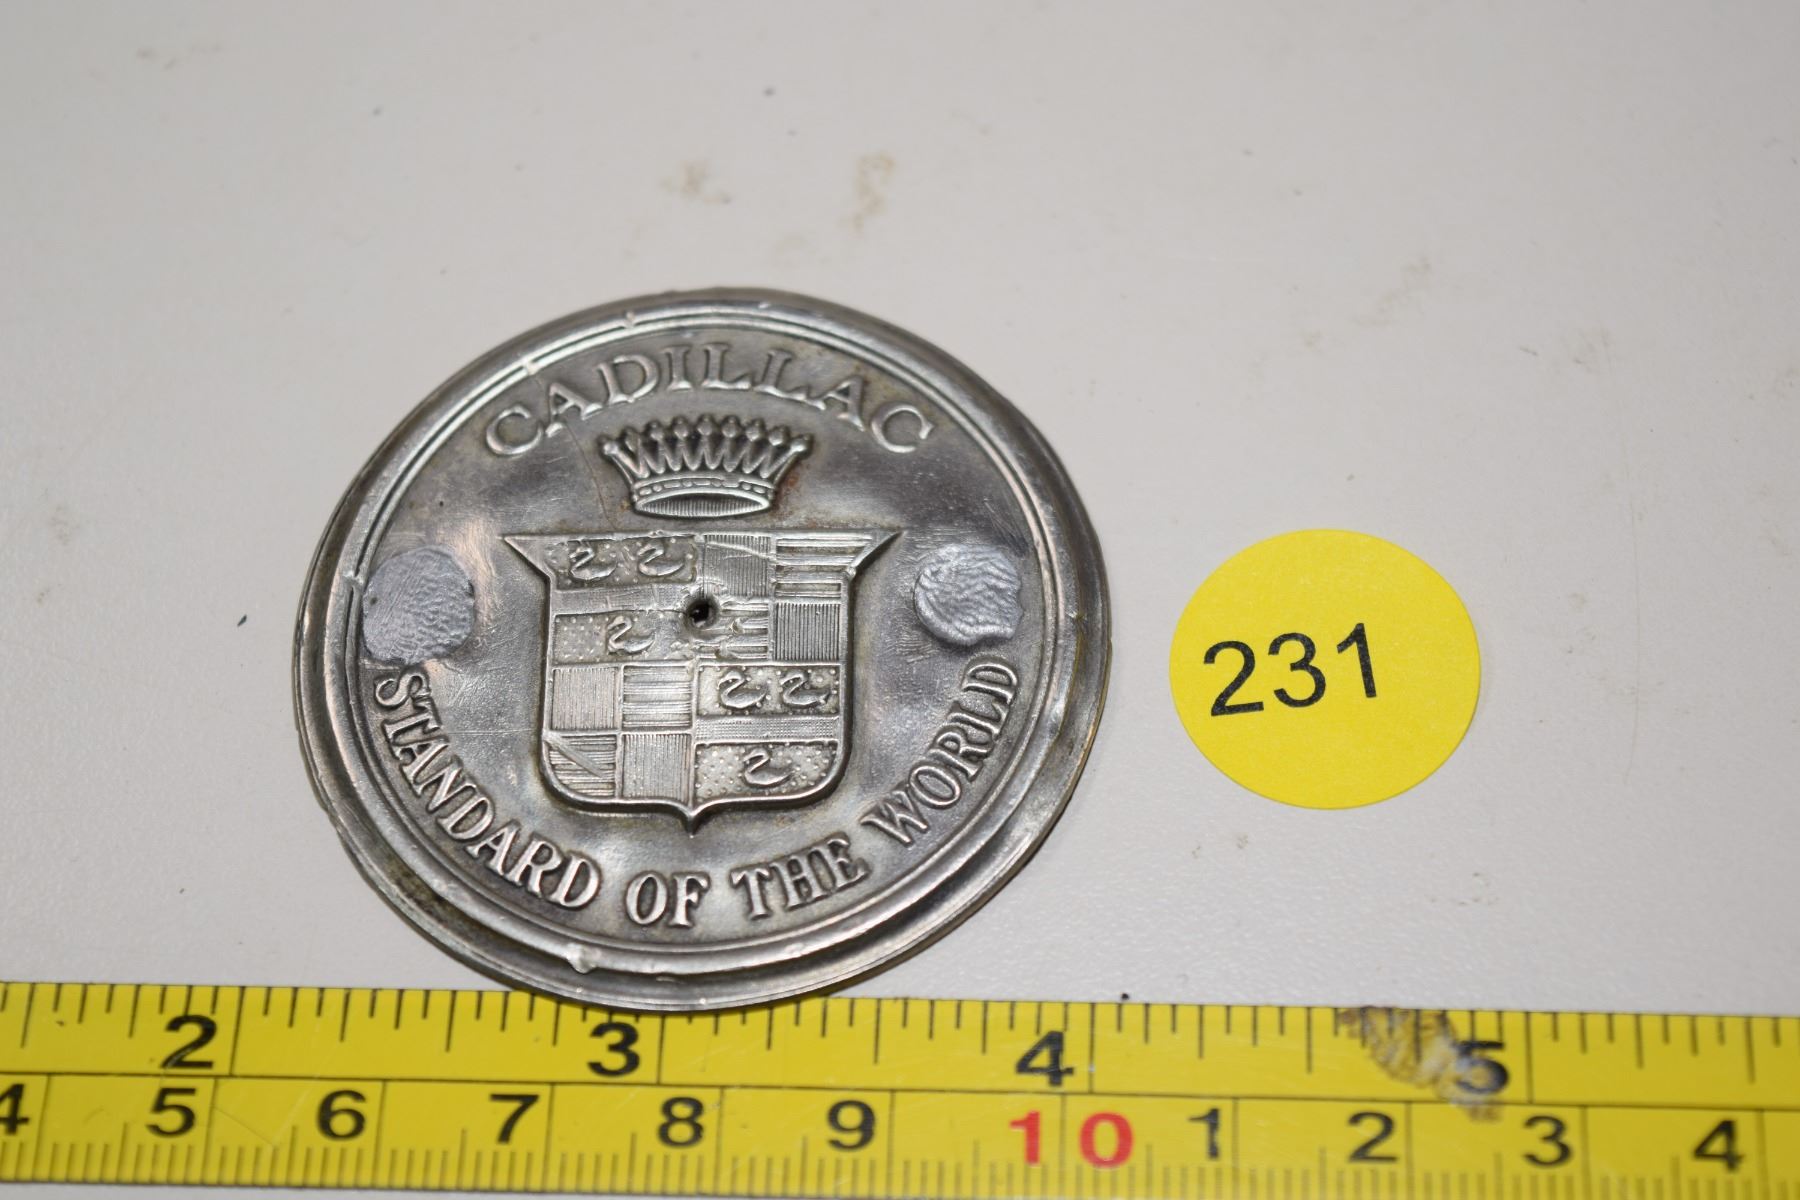 CADILLAC
STANDARD OF THE WORLD
231
2 3 4 5
4 5 6 7 8 9 10 1 2 3 4